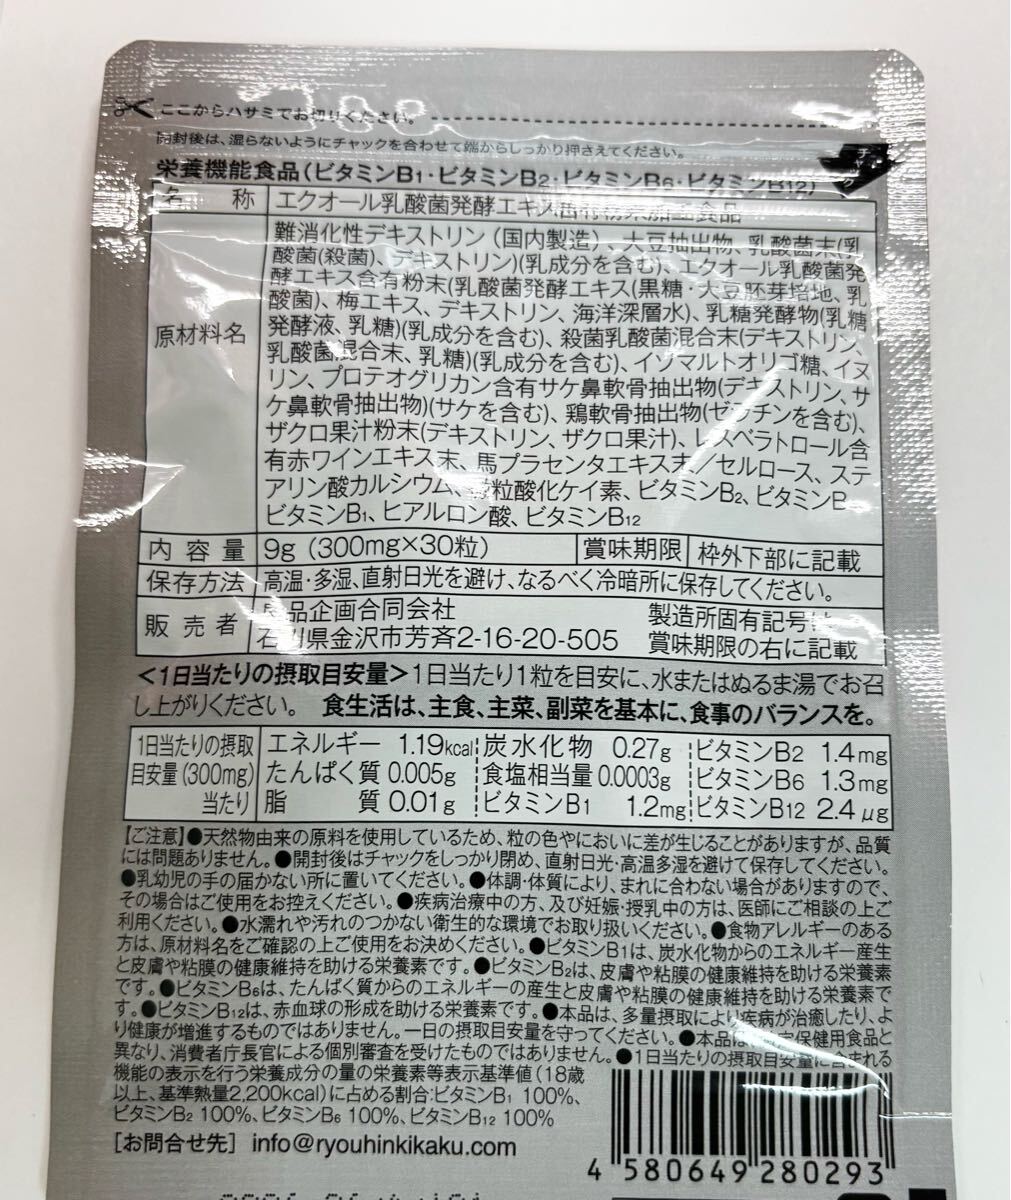 ここからハサミでお切りください。
開封後は、湿らないようにチャックを合わせて端からしっかり押さえてください。
栄養機能食品(ビタミンB1・ビタミンB2・ビタミンB6・ビタミンB12)
名称 エクオール乳酸菌発酵エキス含有粉末加工食品
原材料名
難消化性デキストリン(国内製造)、大豆抽出物、乳酸菌末(乳
酸菌(殺菌)、デキストリン)(乳成分を含む)、エクオール乳酸菌発
酵エキス含有粉末(乳酸菌発酵エキス(黒糖・大豆胚芽培地、乳
酸菌)、梅エキス、デキストリン、海洋深層水)、乳糖発酵物(乳糖
発酵液、乳糖)(乳成分を含む)、殺菌乳酸菌混合末(デキストリン、
乳酸菌混合末、乳糖)(乳成分を含む)、イソマルトオリゴ糖、イヌ
リン、プロテオグリカン含有サケ鼻軟骨抽出物(デキストリン、サ
ケ鼻軟骨抽出物)(サケを含む)、鶏軟骨抽出物(ゼラチンを含む)、
ザクロ果汁粉末(デキストリン、ザクロ果汁)、レスベラトロール含
有赤ワインエキス末、馬プラセンタエキス末/セルロース、ステ
アリン酸カルシウム、微粒酸化ケイ素、ビタミンB2、ビタミンB
ビタミンB1、ヒアルロン酸、ビタミンB12
内容量 9g (300mg×30粒) 賞味期限 枠外下部に記載
保存方法 高温・多湿、直射日光を避け、なるべく冷暗所に保存してください。
販売者
良品企画合同会社 製造所固有記号は
石川県金沢市芳斉2-16-20-505 賞味期限の右に記載
<1日当たりの摂取目安量>1日当たり1粒を目安に、水またはぬるま湯でお召
し上がりください。 食生活は、主食、主菜、副菜を基本に、食事のバランスを。
1日当たりの摂取 エネルギー 1.19kcal 炭水化物 0.27g ビタミンB2 1.4mg
目安量(300mg) たんぱく質 0.005g 食塩相当量 0.0003g ビタミンB6 1.3mg
当たり 脂質 0.01g ビタミンB1 1.2mg ビタミンB12 2.4μg
【ご注意】●天然物由来の原料を使用しているため、粒の色やにおいに差が生じることがありますが、品質
には問題ありません。●開封後はチャックをしっかり閉め、直射日光・高温多湿を避けて保存してください。
●乳幼児の手の届かない所に置いてください。●体調・体質により、まれに合わない場合がありますので、
その場合はご使用をお控えください。●疾病治療中の方、及び妊娠・授乳中の方は、医師にご相談の上ご
利用ください。●水濡れや汚れのつかない衛生的な環境でお取り扱いください。●食物アレルギーのある
方は、原材料名をご確認の上ご使用をお決めください。●ビタミンB1は、炭水化物からのエネルギー産生
と皮膚や粘膜の健康維持を助ける栄養素です。●ビタミンB2は、皮膚や粘膜の健康維持を助ける栄養素
です。●ビタミンB6は、たんぱく質からのエネルギーの産生と皮膚や粘膜の健康維持を助ける栄養素で
す。●ビタミンB12は、赤血球の形成を助ける栄養素です。●本品は、多量摂取により疾病が治癒したり、よ
り健康が増進するものではありません。一日の摂取目安量を守ってください。●本品は、特定保健用食品と
異なり、消費者庁長官による個別審査を受けたものではありません。●1日当たりの摂取目安量に含まれる
機能の表示を行う栄養成分の量の栄養素等表示基準値(18歳
以上、基準熱量2,200kcal)に占める割合:ビタミンB1 100%、
ビタミンB2 100%、ビタミンB6 100%、ビタミンB12 100%
[お問合せ先] info@ryouhinkikaku.com
4 580649 280293